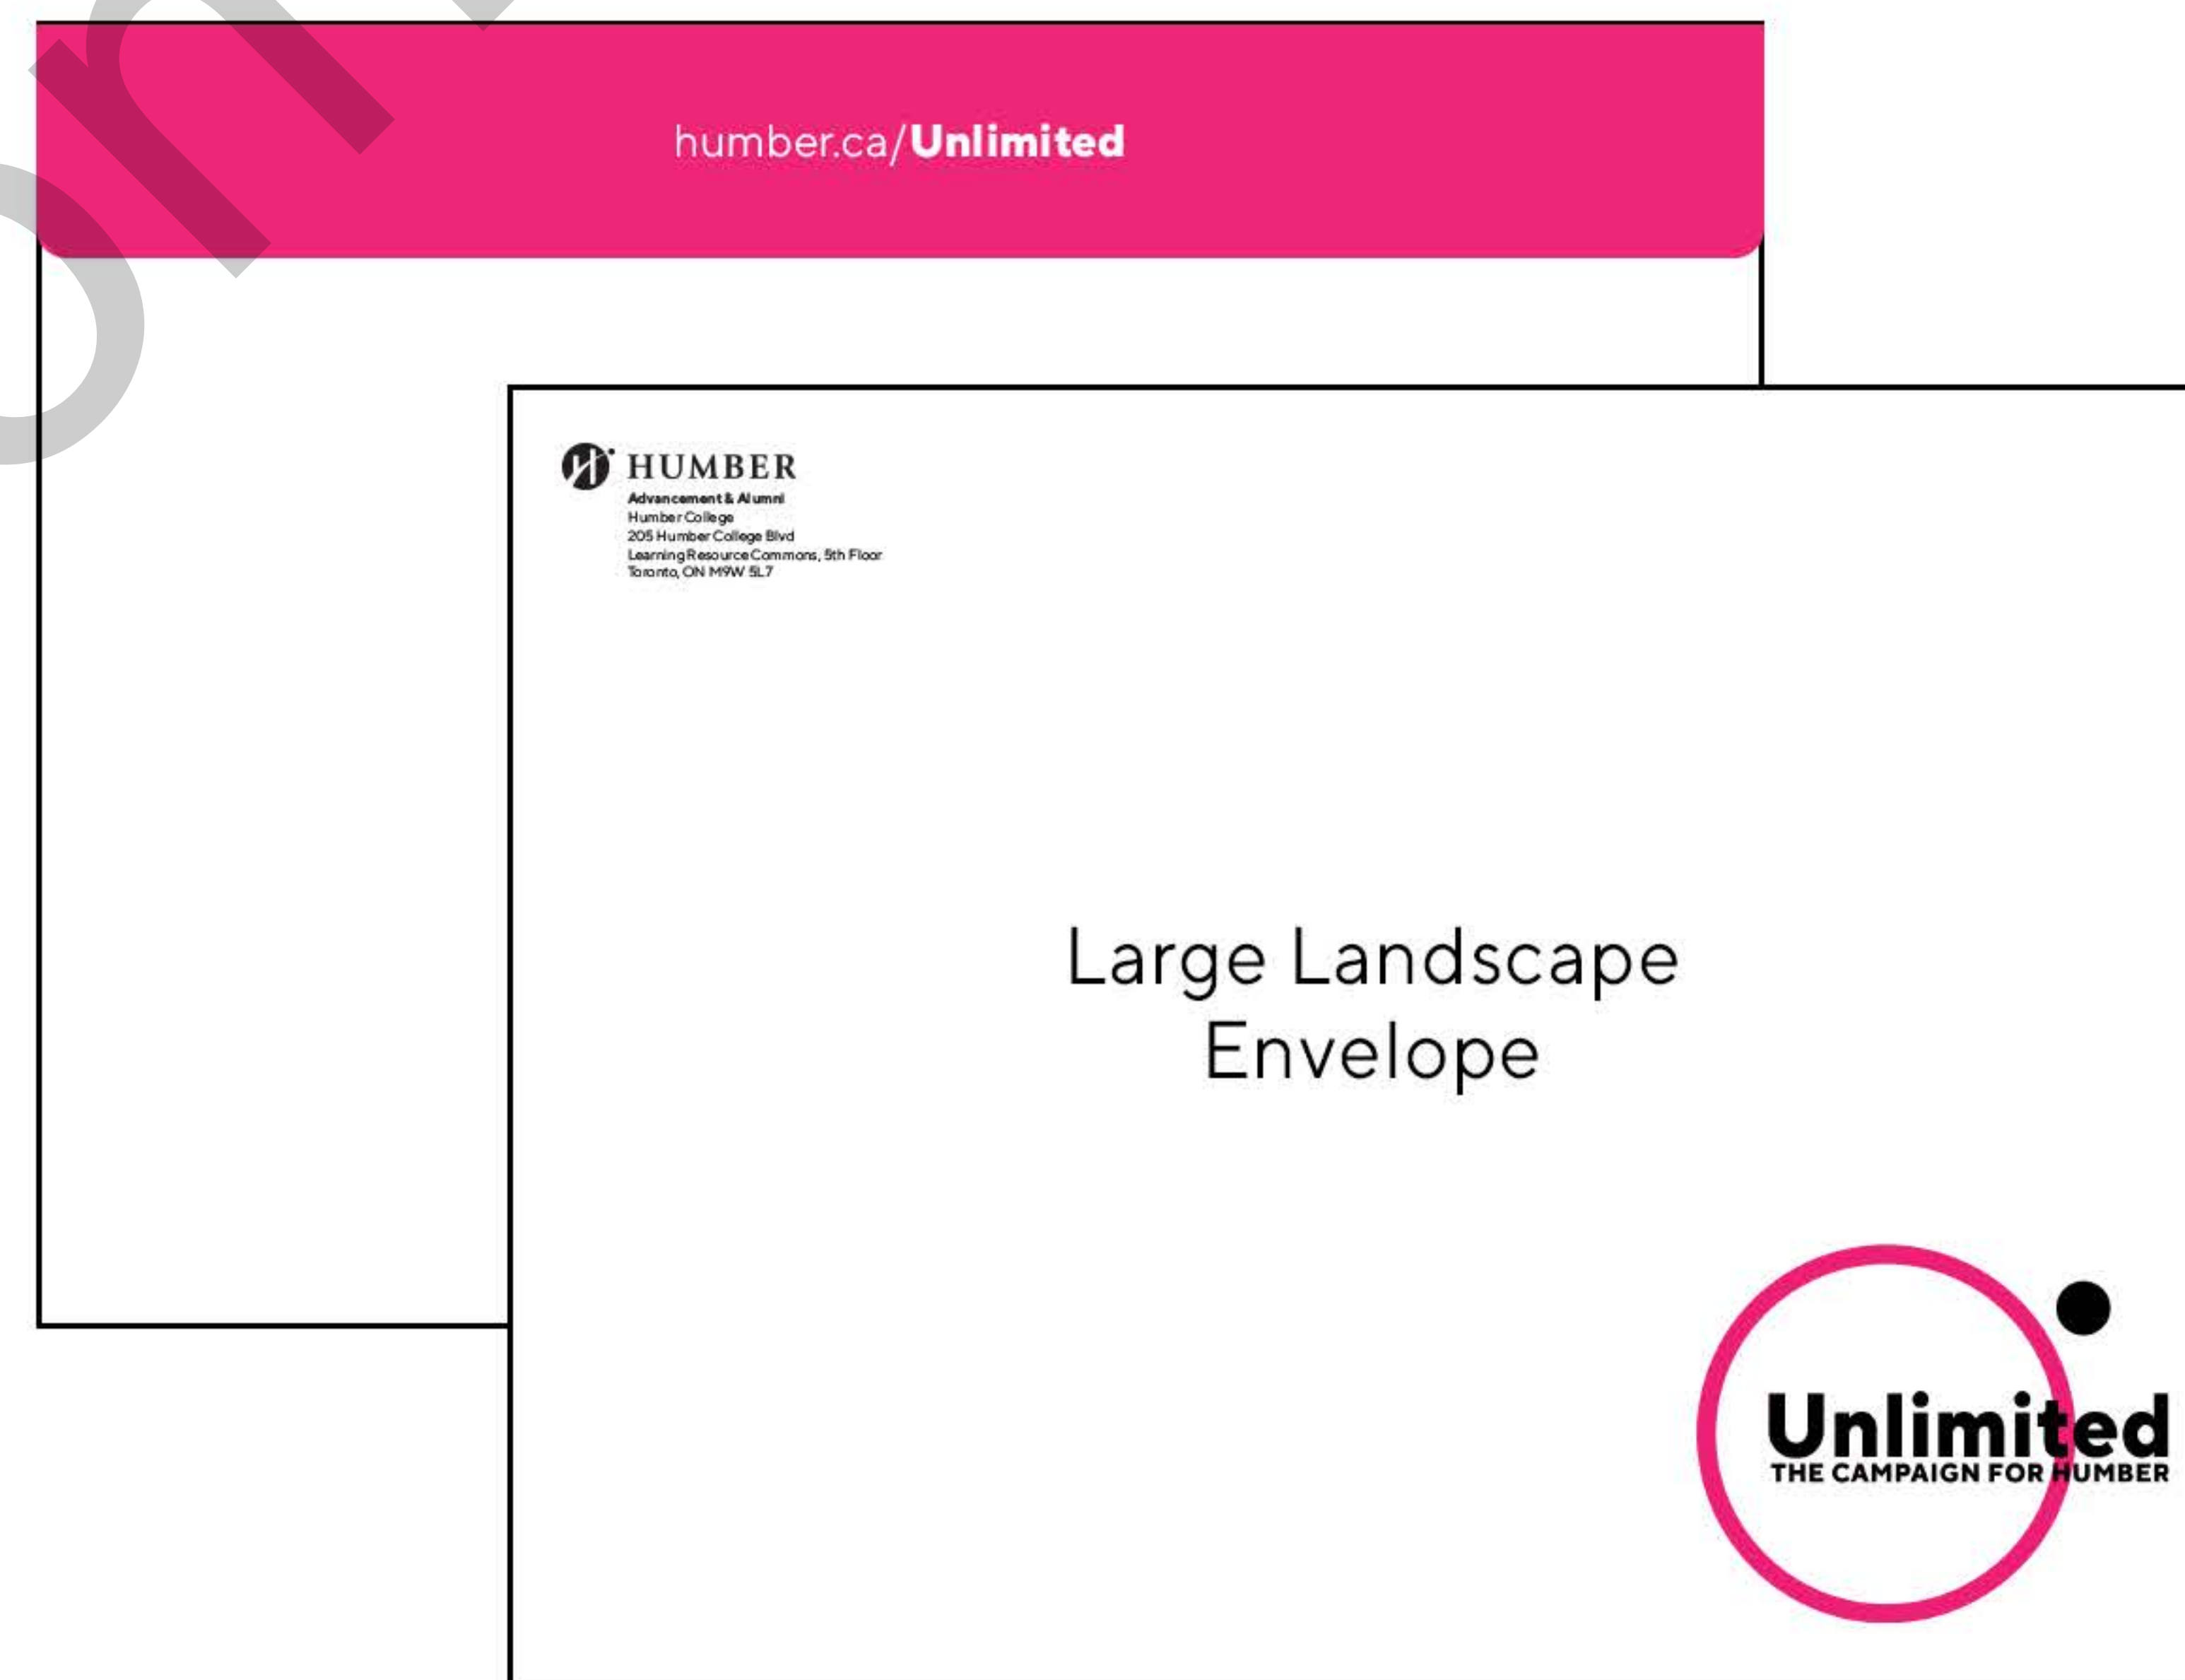 humber.ca/Unlimited
HUMBER
Advancement & Alumni
Humber College
205 Humber College Blvd
Learning Resource Commons, 5th Floor
Toronto, ON M9W 5L7
Large Landscape
Envelope
Unlimited
THE CAMPAIGN FOR HUMBER